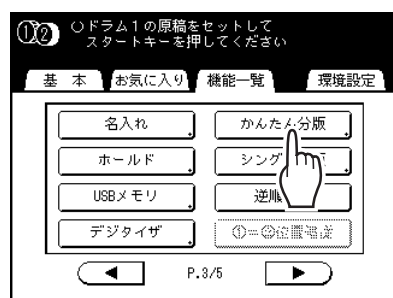 ①② ○ドラム1の原稿をセットして
スタートキーを押してください
基本 お気に入り 機能一覧 環境設定
名入れ かんたん分版
ホールド シング
USBメモリ 逆順
デジタイザ
◀ P.3/5 ▶